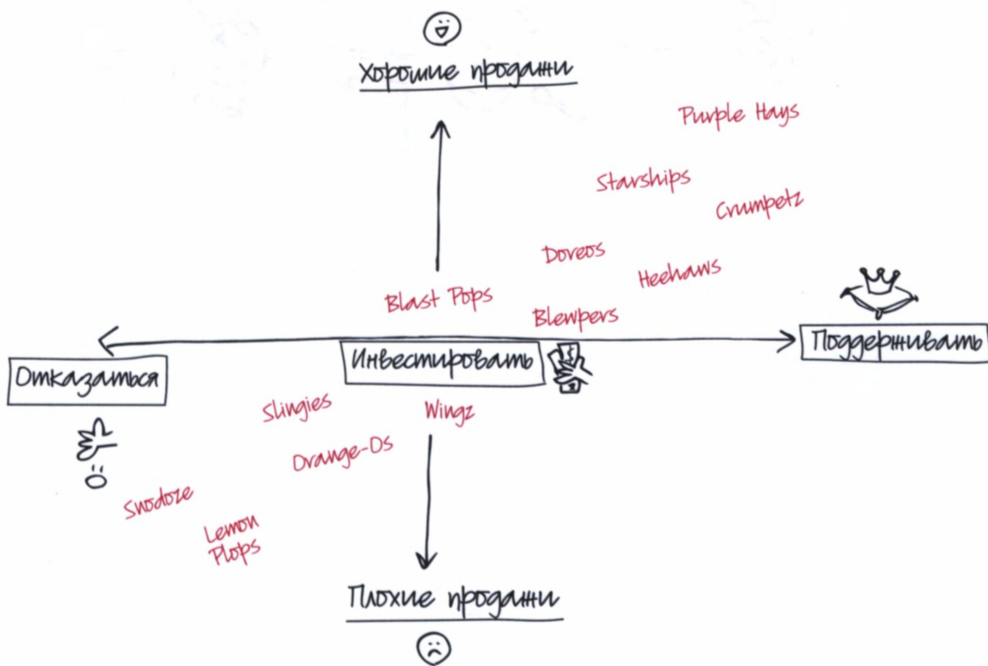 Хорошие продажи
Purple Hays
Starships
Crumpetz
Doreos
Heehaws
Blast Pops
Blewpers
Поддерживать
Инвестировать
Отказаться
Slingies
Wingz
Orange-Os
Snodoze
Lemon
Plops
Плохие продажи